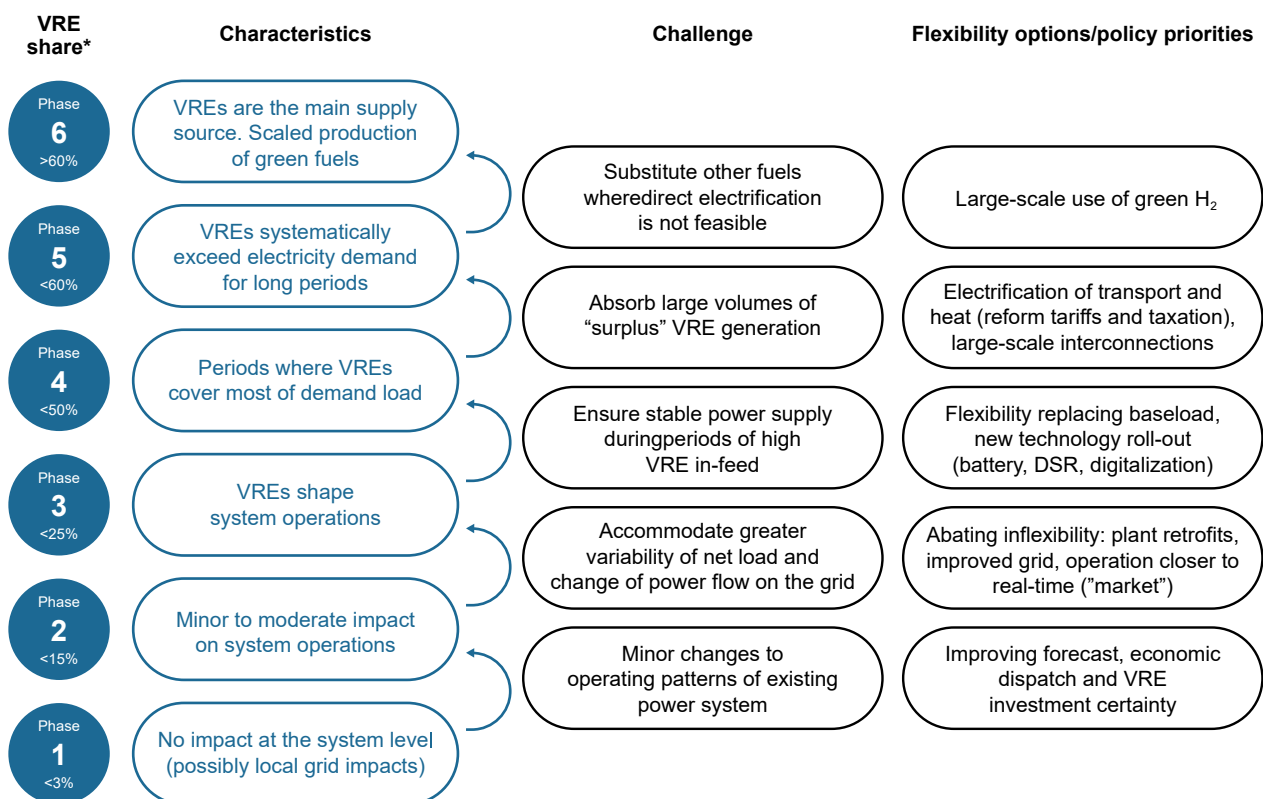 VRE
share*
Characteristics
Challenge
Flexibility options/policy priorities
Phase
6
>60%
VREs are the main supply
source. Scaled production
of green fuels
Substitute other fuels
wheredirect electrification
is not feasible
Large-scale use of green H₂
Phase
5
<60%
VREs systematically
exceed electricity demand
for long periods
Absorb large volumes of
“surplus” VRE generation
Electrification of transport and
heat (reform tariffs and taxation),
large-scale interconnections
Phase
4
<50%
Periods where VREs
cover most of demand load
Ensure stable power supply
duringperiods of high
VRE in-feed
Flexibility replacing baseload,
new technology roll-out
(battery, DSR, digitalization)
Phase
3
<25%
VREs shape
system operations
Accommodate greater
variability of net load and
change of power flow on the grid
Abating inflexibility: plant retrofits,
improved grid, operation closer to
real-time (”market”)
Phase
2
<15%
Minor to moderate impact
on system operations
Minor changes to
operating patterns of existing
power system
Improving forecast, economic
dispatch and VRE
investment certainty
Phase
1
<3%
No impact at the system level
(possibly local grid impacts)